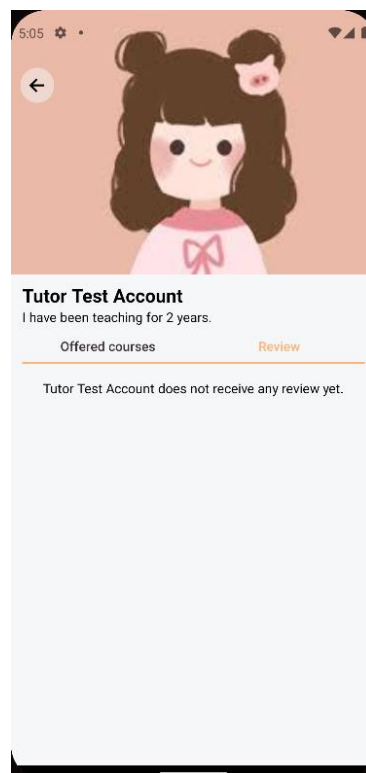 5:05
Tutor Test Account
I have been teaching for 2 years.
Offered courses Review
Tutor Test Account does not receive any review yet.